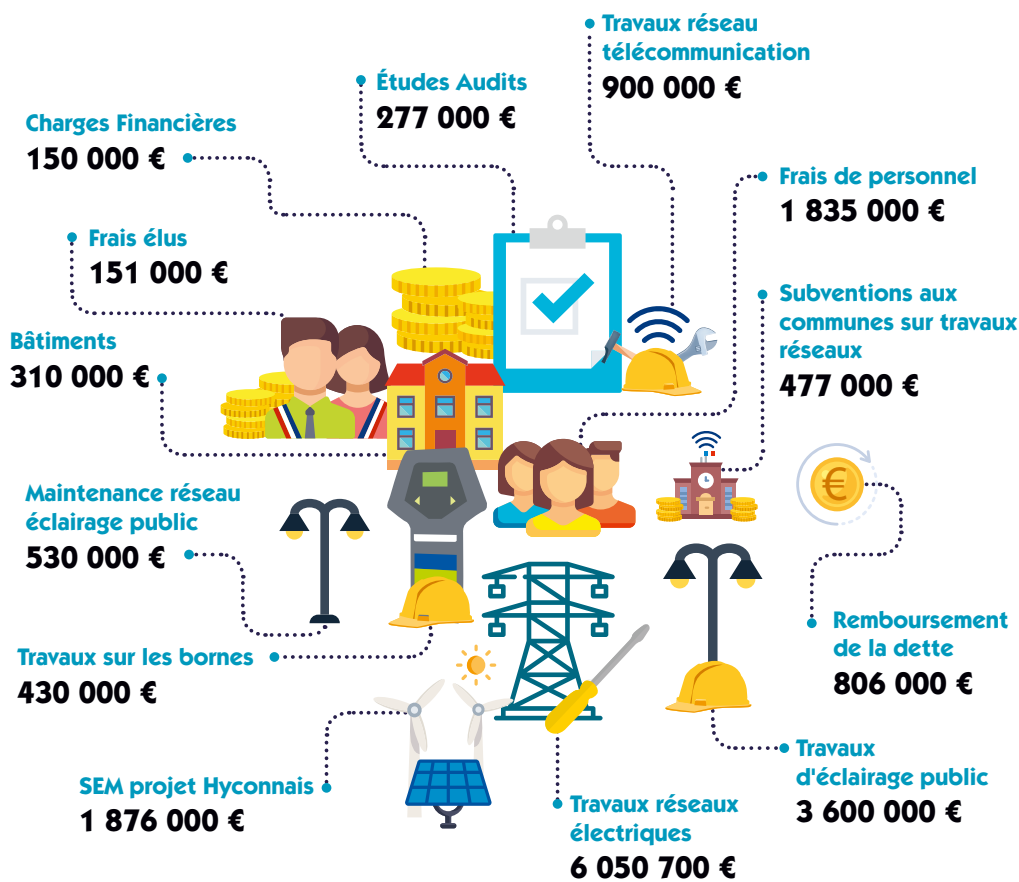 Travaux réseau
télécommunication
900 000 €
Études Audits
277 000 €
Charges Financières
150 000 €
Frais de personnel
1 835 000 €
Frais élus
151 000 €
Subventions aux
communes sur travaux
réseaux
477 000 €
Bâtiments
310 000 €
Maintenance réseau
éclairage public
530 000 €
€
Remboursement
de la dette
806 000 €
Travaux sur les bornes
430 000 €
Travaux
d'éclairage public
3 600 000 €
SEM projet Hyconnais
1 876 000 €
Travaux réseaux
électriques
6 050 700 €